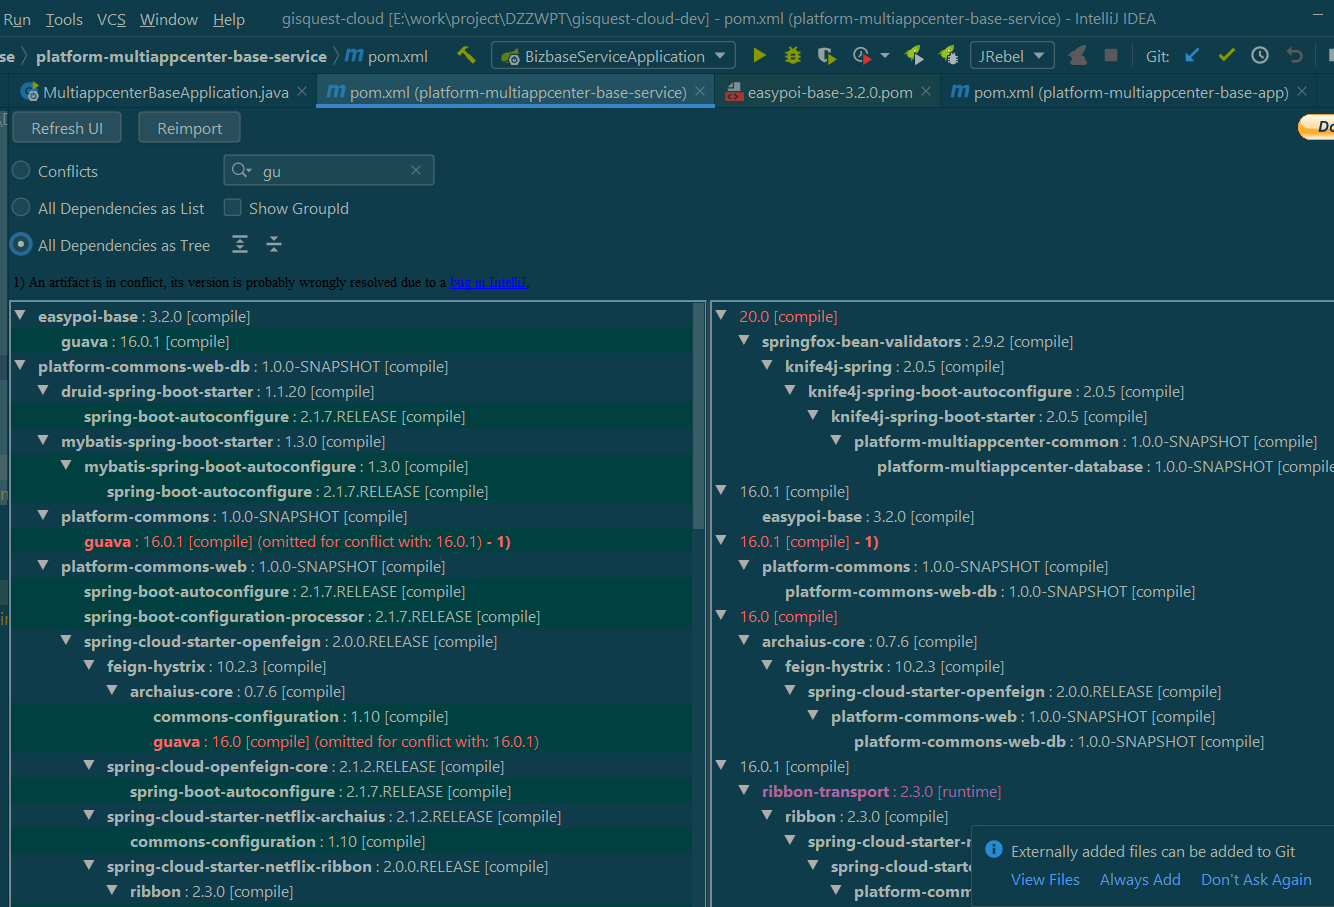 Run Tools VCS Window Help gisquest-cloud [E:\work\project\DZZWPT\gisquest-cloud-dev] - pom.xml (platform-multiappcenter-base-service) - IntelliJ IDEA
se platform-multiappcenter-base-service m pom.xml BizbaseServiceApplication JRebel Git:
MultiappcenterBaseApplication.java m pom.xml (platform-multiappcenter-base-service) easypoi-base-3.2.0.pom m pom.xml (platform-multiappcenter-base-app)
Refresh UI Reimport
Conflicts gu
All Dependencies as List Show GroupId
All Dependencies as Tree
1) An artifact is in conflict, its version is probably wrongly resolved due to a bug in IntelliJ.
easypoi-base : 3.2.0 [compile]
guava : 16.0.1 [compile]
platform-commons-web-db : 1.0.0-SNAPSHOT [compile]
druid-spring-boot-starter : 1.1.20 [compile]
spring-boot-autoconfigure : 2.1.7.RELEASE [compile]
mybatis-spring-boot-starter : 1.3.0 [compile]
mybatis-spring-boot-autoconfigure : 1.3.0 [compile]
spring-boot-autoconfigure : 2.1.7.RELEASE [compile]
platform-commons : 1.0.0-SNAPSHOT [compile]
guava : 16.0.1 [compile] (omitted for conflict with: 16.0.1) - 1)
platform-commons-web : 1.0.0-SNAPSHOT [compile]
spring-boot-autoconfigure : 2.1.7.RELEASE [compile]
spring-boot-configuration-processor : 2.1.7.RELEASE [compile]
spring-cloud-starter-openfeign : 2.0.0.RELEASE [compile]
feign-hystrix : 10.2.3 [compile]
archaius-core : 0.7.6 [compile]
commons-configuration : 1.10 [compile]
guava : 16.0 [compile] (omitted for conflict with: 16.0.1)
spring-cloud-openfeign-core : 2.1.2.RELEASE [compile]
spring-boot-autoconfigure : 2.1.7.RELEASE [compile]
spring-cloud-starter-netflix-archaius : 2.1.2.RELEASE [compile]
commons-configuration : 1.10 [compile]
spring-cloud-starter-netflix-ribbon : 2.0.0.RELEASE [compile]
ribbon : 2.3.0 [compile]
20.0 [compile]
springfox-bean-validators : 2.9.2 [compile]
knife4j-spring : 2.0.5 [compile]
knife4j-spring-boot-autoconfigure : 2.0.5 [compile]
knife4j-spring-boot-starter : 2.0.5 [compile]
platform-multiappcenter-common : 1.0.0-SNAPSHOT [compile]
platform-multiappcenter-database : 1.0.0-SNAPSHOT [compile
16.0.1 [compile]
easypoi-base : 3.2.0 [compile]
16.0.1 [compile] - 1)
platform-commons : 1.0.0-SNAPSHOT [compile]
platform-commons-web-db : 1.0.0-SNAPSHOT [compile]
16.0 [compile]
archaius-core : 0.7.6 [compile]
feign-hystrix : 10.2.3 [compile]
spring-cloud-starter-openfeign : 2.0.0.RELEASE [compile]
platform-commons-web : 1.0.0-SNAPSHOT [compile]
platform-commons-web-db : 1.0.0-SNAPSHOT [compile]
16.0.1 [compile]
ribbon-transport : 2.3.0 [runtime]
ribbon : 2.3.0 [compile]
spring-cloud-starter-
spring-cloud-starte
platform-comm
Externally added files can be added to Git
View Files Always Add Don't Ask Again